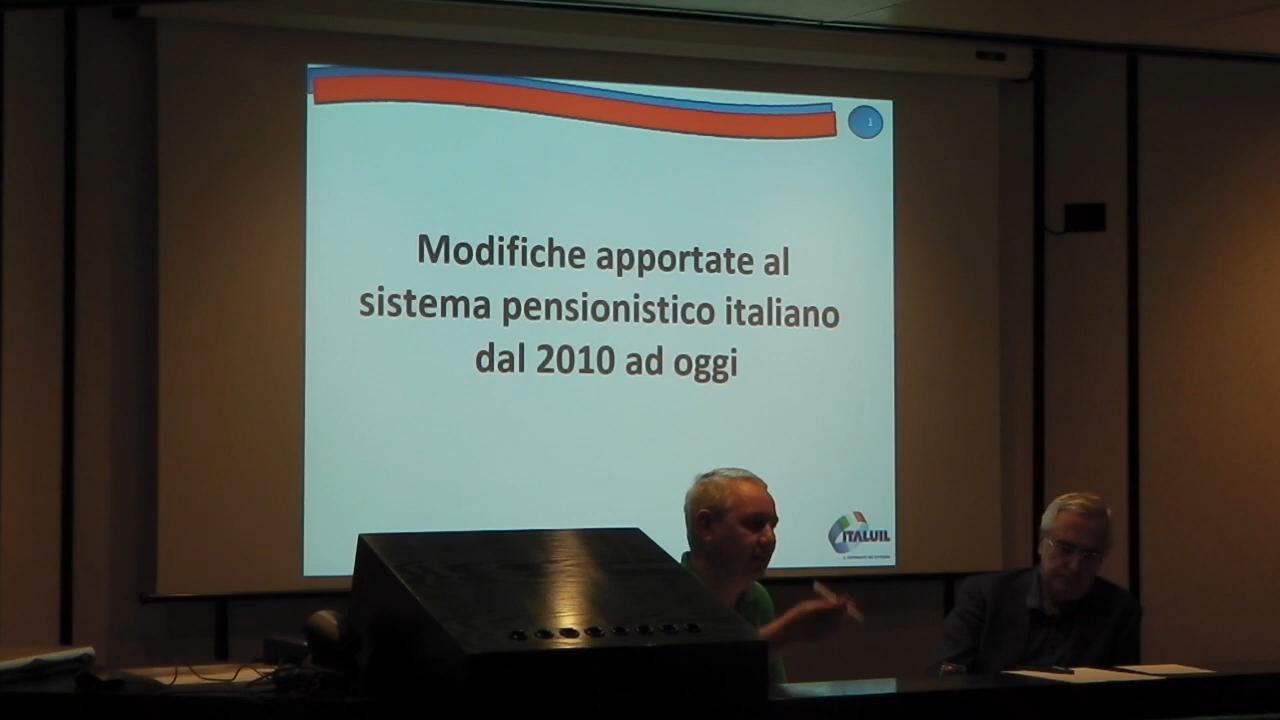 1
Modifiche apportate al
sistema pensionistico italiano
dal 2010 ad oggi
ITALUIL